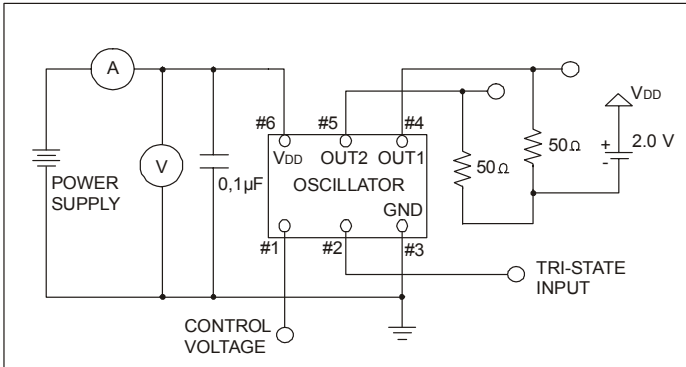 A
VDD
#6
#5
#4
+
2.0 V
-
VDD
OUT2
OUT1
50Ω
50Ω
V
POWER
SUPPLY
0,1µF
OSCILLATOR
GND
#1
#2
#3
TRI-STATE
INPUT
CONTROL
VOLTAGE